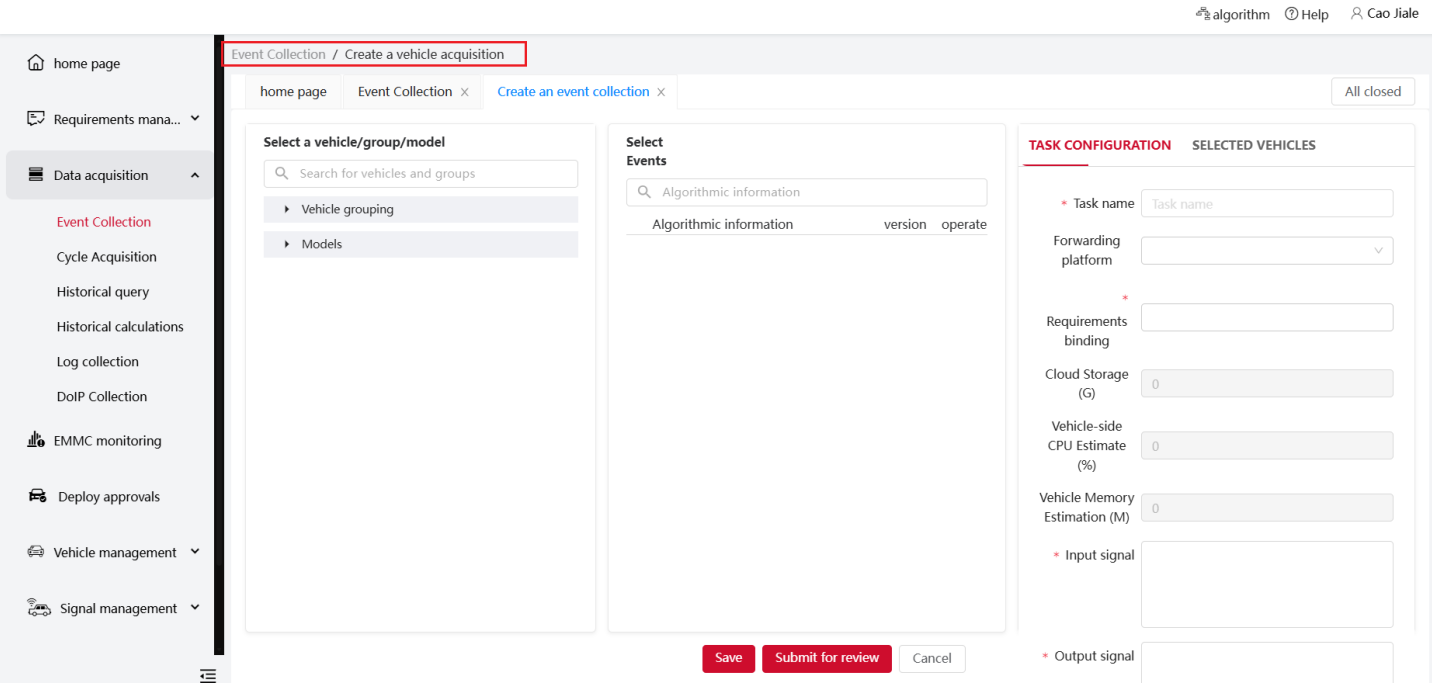 algorithm Help Cao Jiale
Event Collection / Create a vehicle acquisition
home page
Requirements mana...
Data acquisition
Event Collection
Cycle Acquisition
Historical query
Historical calculations
Log collection
DoIP Collection
EMMC monitoring
Deploy approvals
Vehicle management
Signal management
home page Event Collection × Create an event collection × All closed
Select a vehicle/group/model
Search for vehicles and groups
Vehicle grouping
Models
Select
Events
Algorithmic information
Algorithmic information version operate
TASK CONFIGURATION SELECTED VEHICLES
* Task name Task name
Forwarding
platform
*
Requirements
binding
Cloud Storage
(G)
0
Vehicle-side
CPU Estimate
(%)
0
Vehicle Memory
Estimation (M)
0
* Input signal
* Output signal
Save Submit for review Cancel